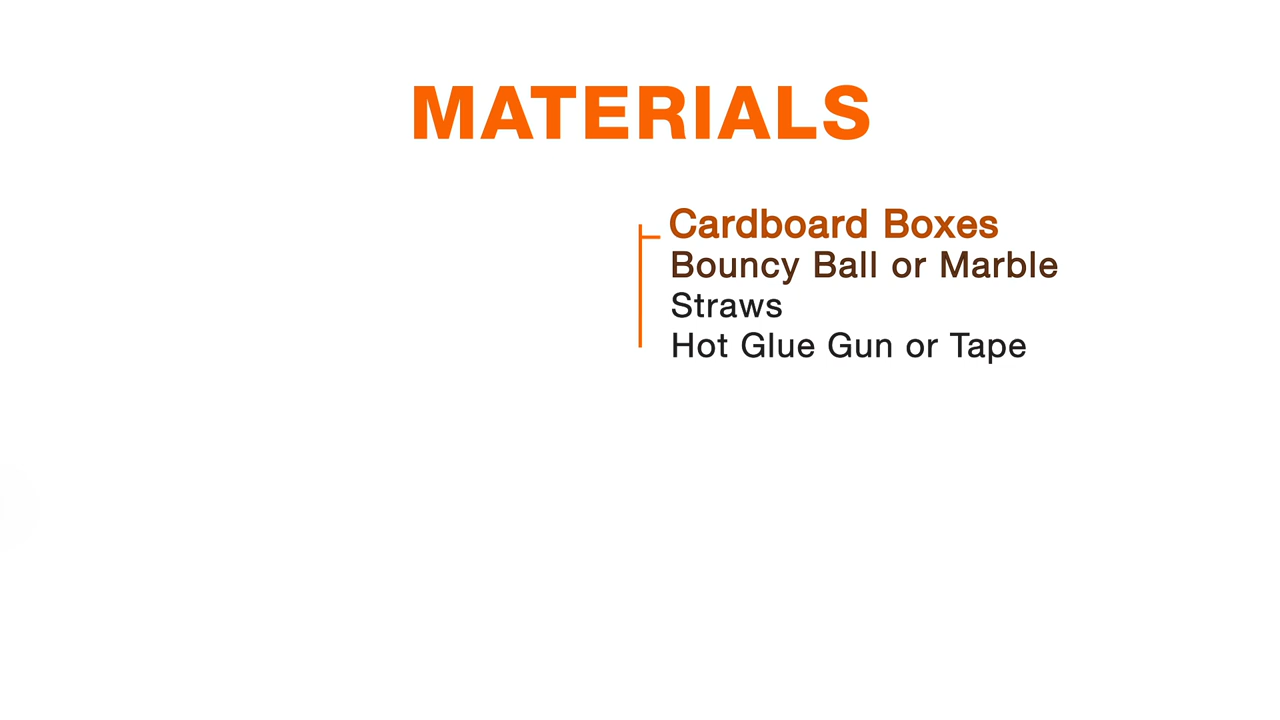 MATERIALS
Cardboard Boxes
Bouncy Ball or Marble
Straws
Hot Glue Gun or Tape